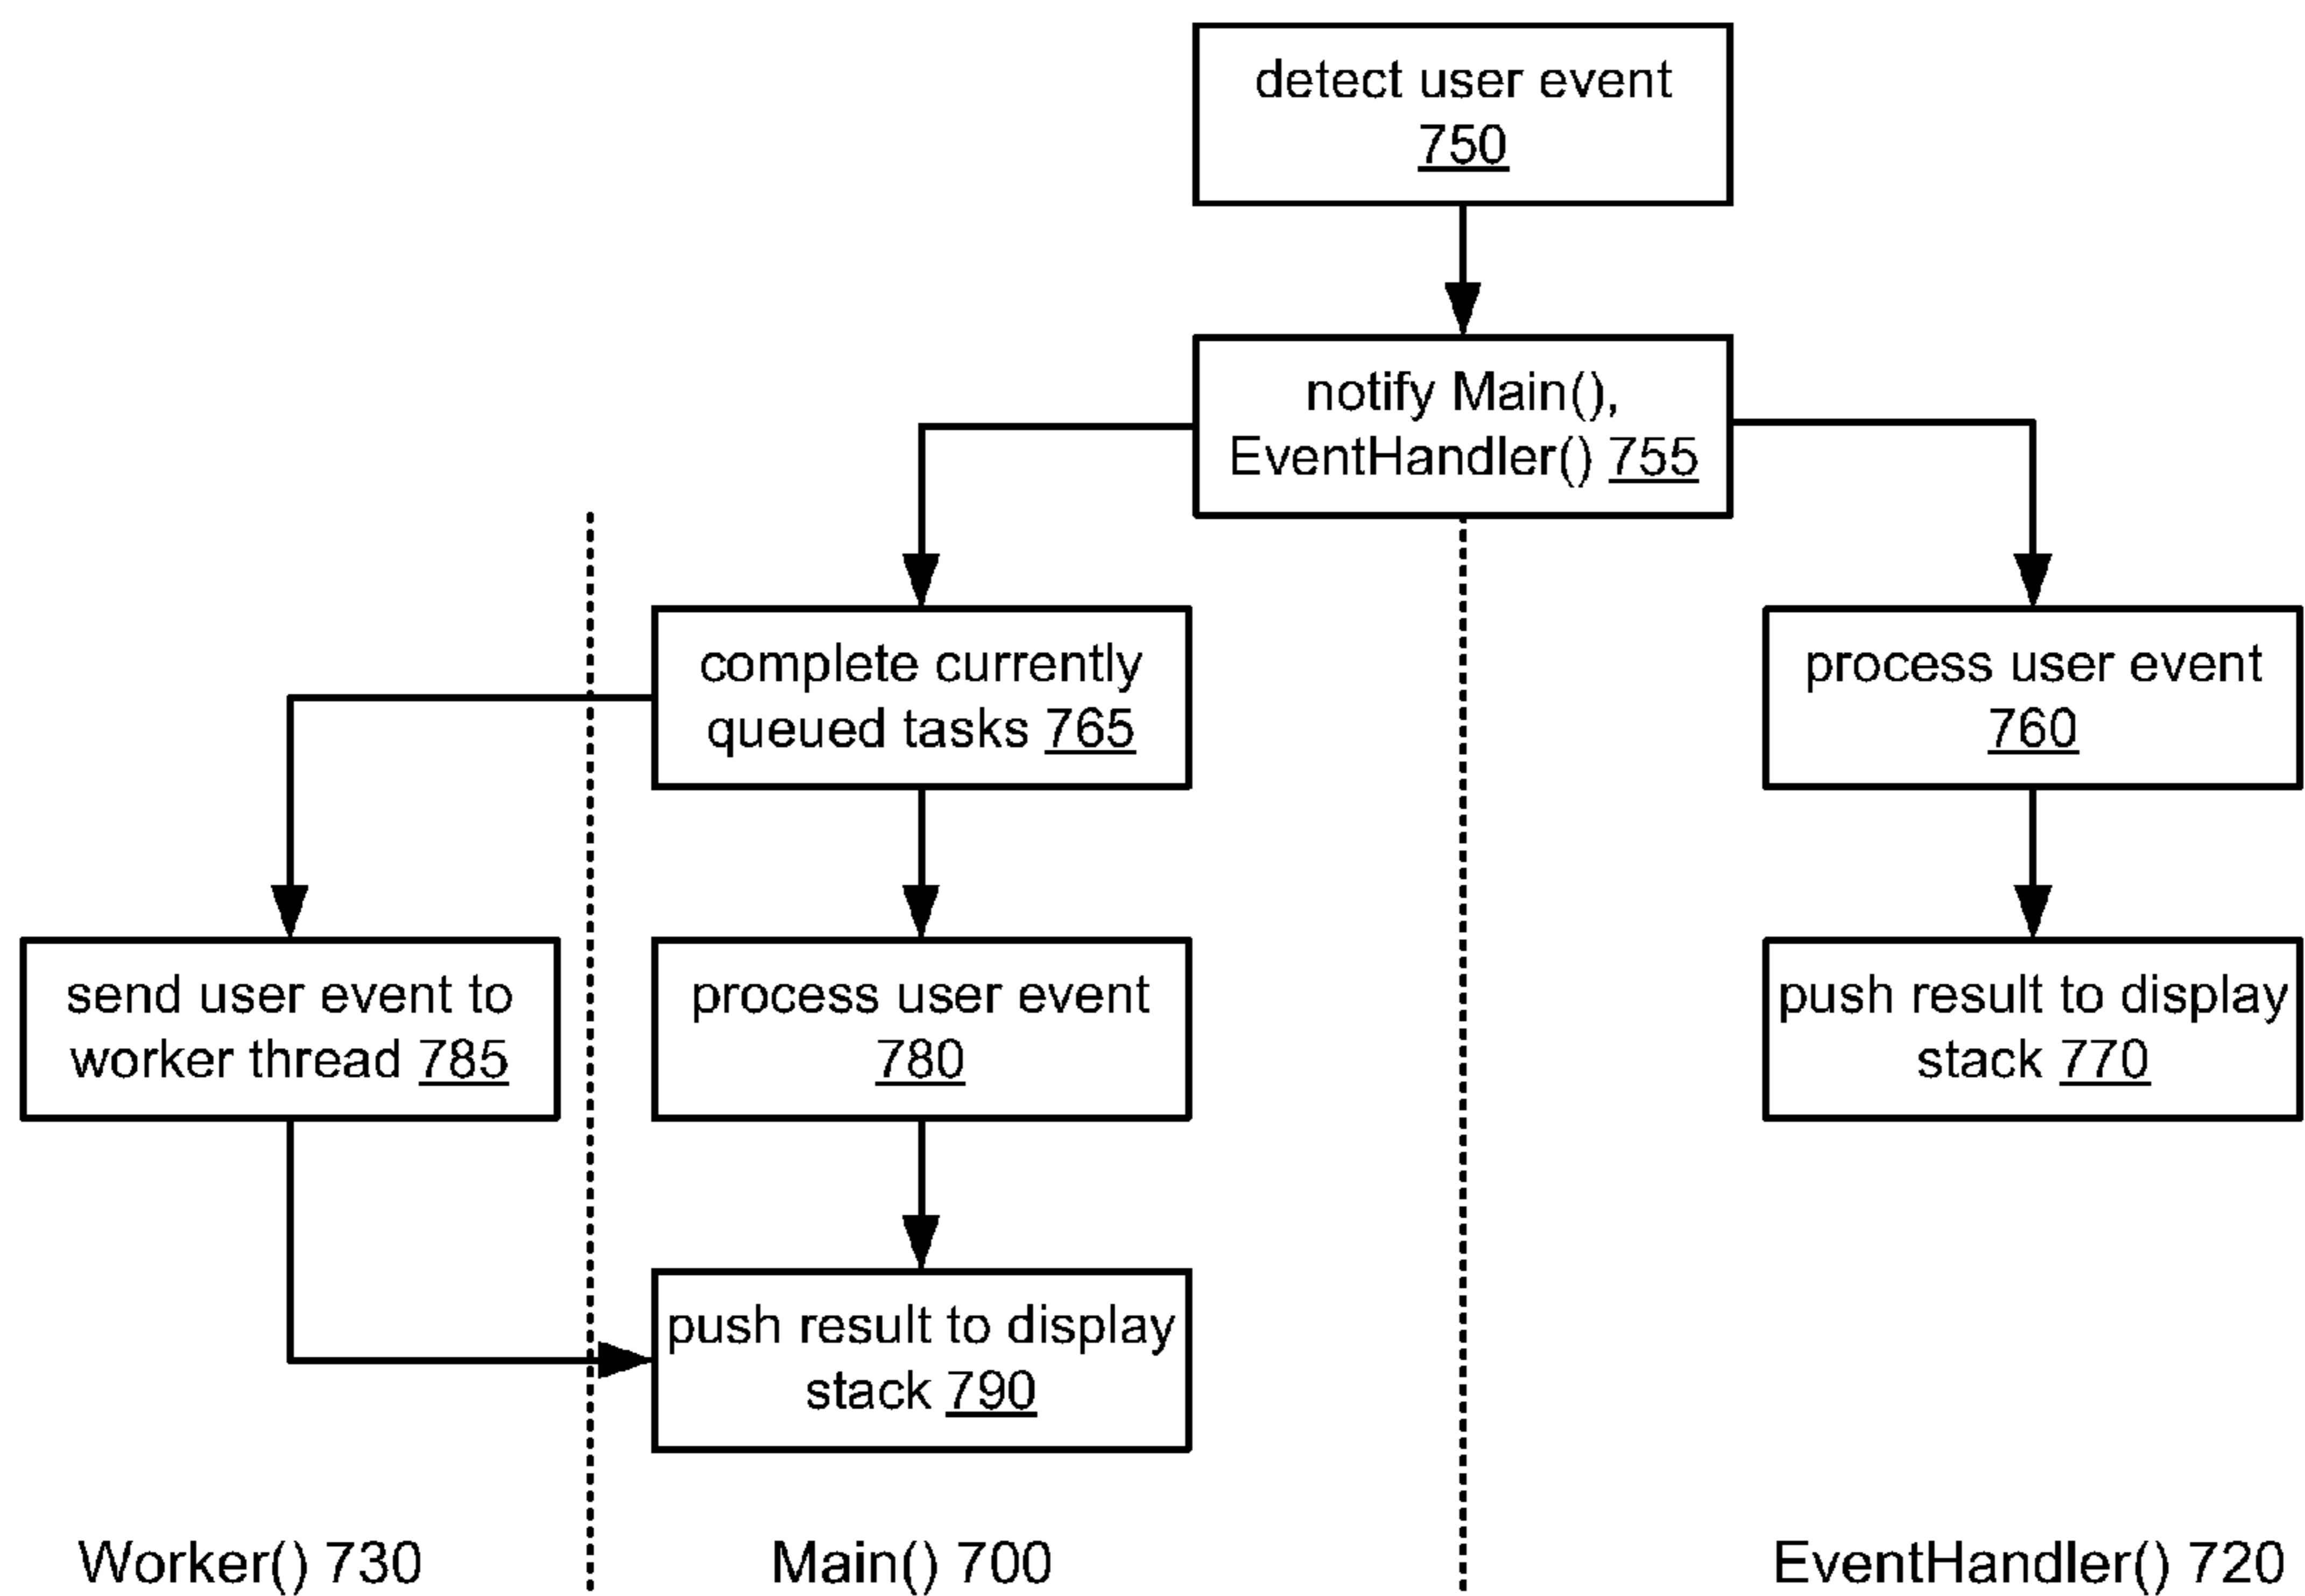 detect user event
750
notify Main(),
EventHandler() 755
complete currently
queued tasks 765
process user event
760
send user event to
worker thread 785
process user event
780
push result to display
stack 770
push result to display
stack 790
Worker() 730
Main() 700
EventHandler() 720